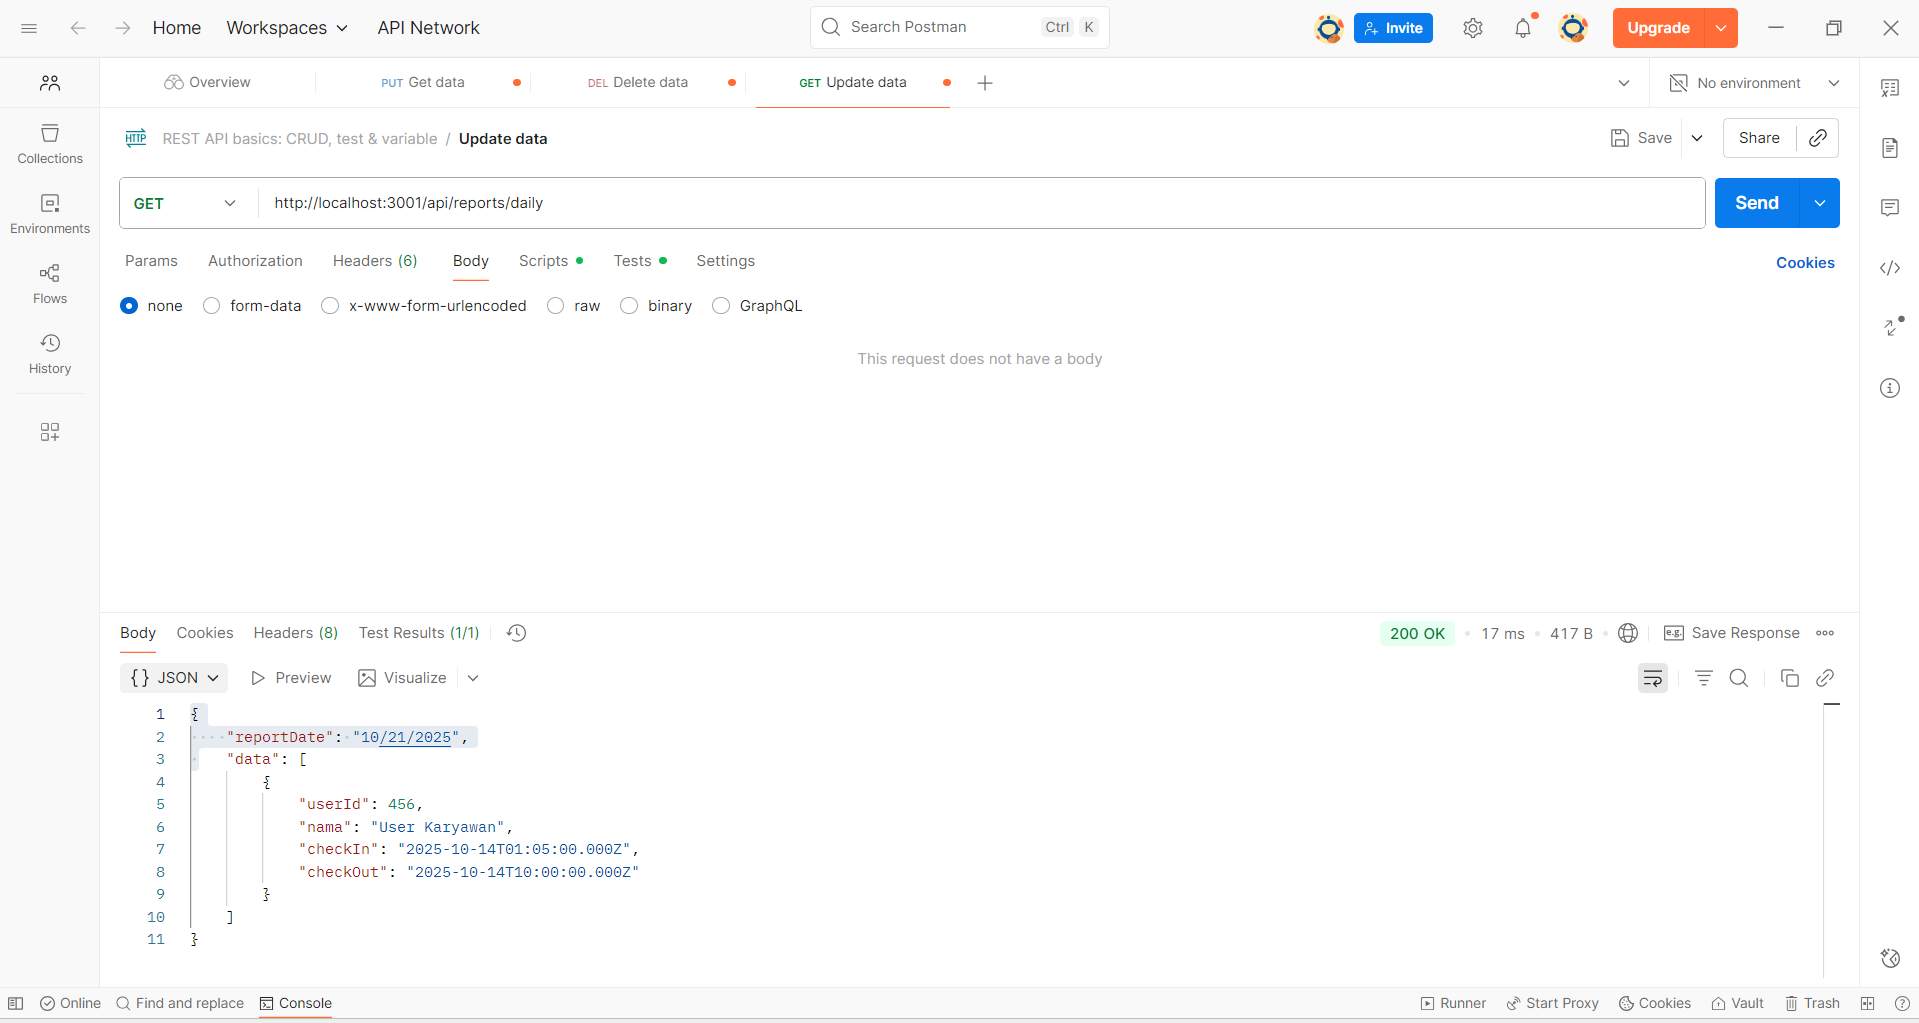 Home Workspaces API Network Search Postman Ctrl K Invite Upgrade
Overview PUT Get data DEL Delete data GET Update data No environment
HTTP REST API basics: CRUD, test & variable / Update data Save Share
Collections
Environments
Flows
History
GET http://localhost:3001/api/reports/daily Send
Params Authorization Headers (6) Body Scripts Tests Settings Cookies
none form-data x-www-form-urlencoded raw binary GraphQL
This request does not have a body
Body Cookies Headers (8) Test Results (1/1) 200 OK 17 ms 417 B e.g. Save Response
{} JSON Preview Visualize
1 {
2 "reportDate": "10/21/2025",
3 "data": [
4 {
5 "userId": 456,
6 "nama": "User Karyawan",
7 "checkIn": "2025-10-14T01:05:00.000Z",
8 "checkOut": "2025-10-14T10:00:00.000Z"
9 }
10 ]
11 }
Online Find and replace Console Runner Start Proxy Cookies Vault Trash